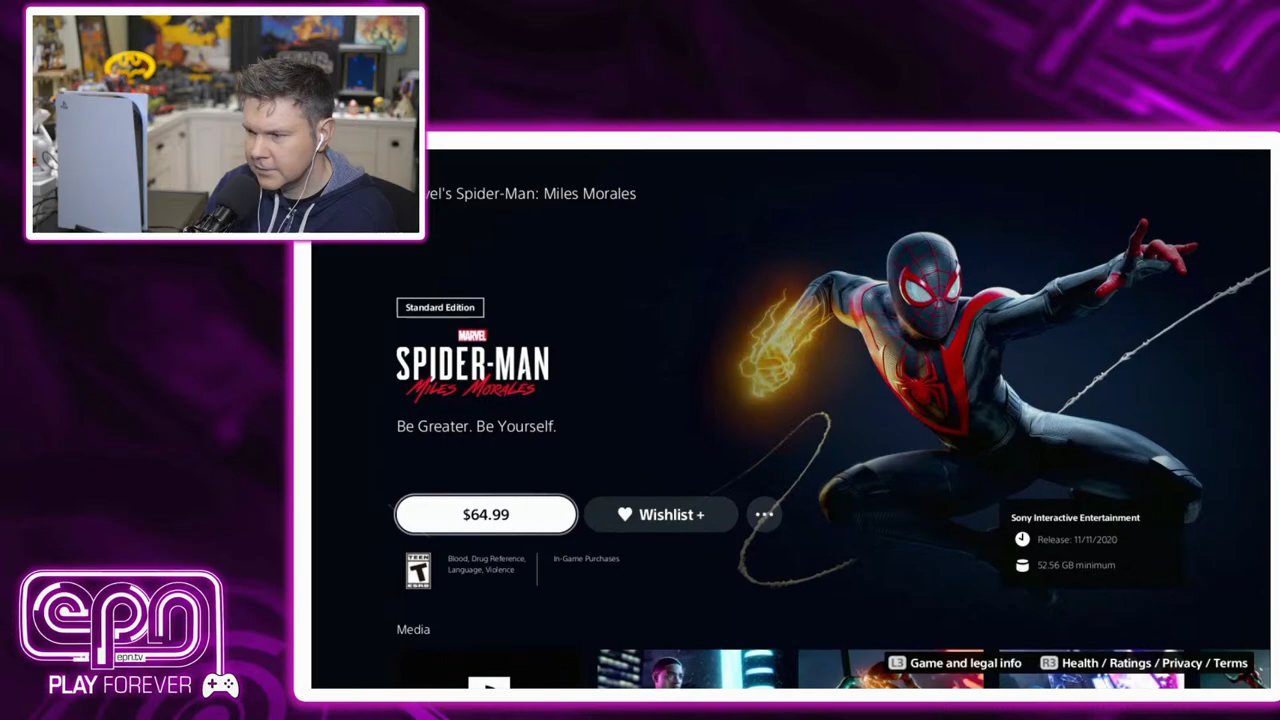 vel's Spider-Man: Miles Morales
Standard Edition
MARVEL
SPIDER-MAN
MILES MORALES
Be Greater. Be Yourself.
$64.99
Wishlist +
Sony Interactive Entertainment
Release: 11/11/2020
52.56 GB minimum
TEEN
T
ESRB
Blood, Drug Reference,
Language, Violence
In-Game Purchases
Media
L3 Game and legal info
R3 Health / Ratings / Privacy / Terms
epn
epn.tv
PLAY FOREVER